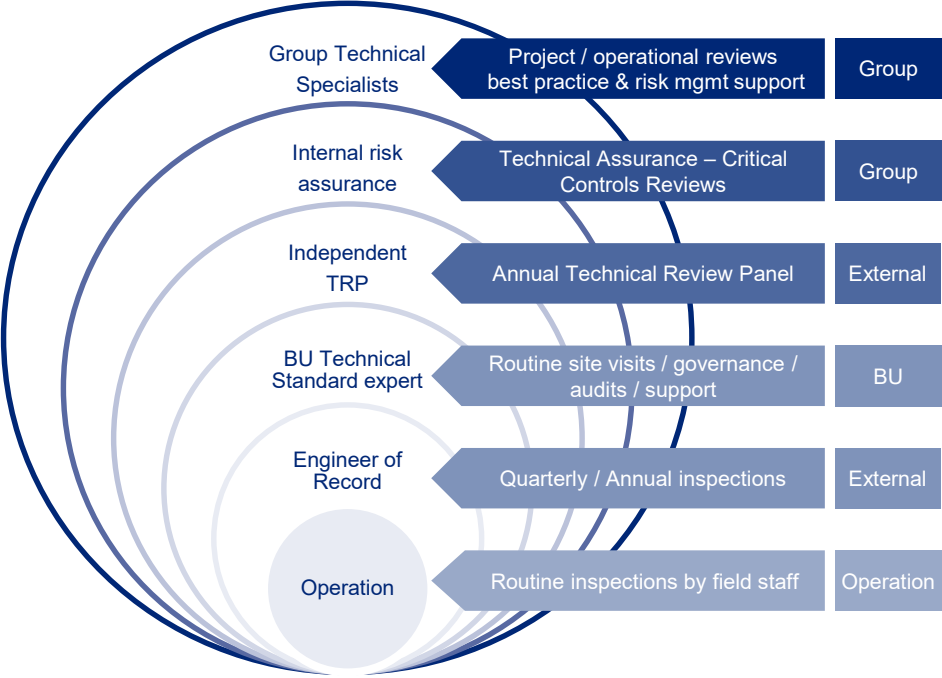 Group Technical
Specialists
Project / operational reviews
best practice & risk mgmt support
Group
Internal risk
assurance
Technical Assurance – Critical
Controls Reviews
Group
Independent
TRP
Annual Technical Review Panel
External
BU Technical
Standard expert
Routine site visits / governance /
audits / support
BU
Engineer of
Record
Quarterly / Annual inspections
External
Operation
Routine inspections by field staff
Operation